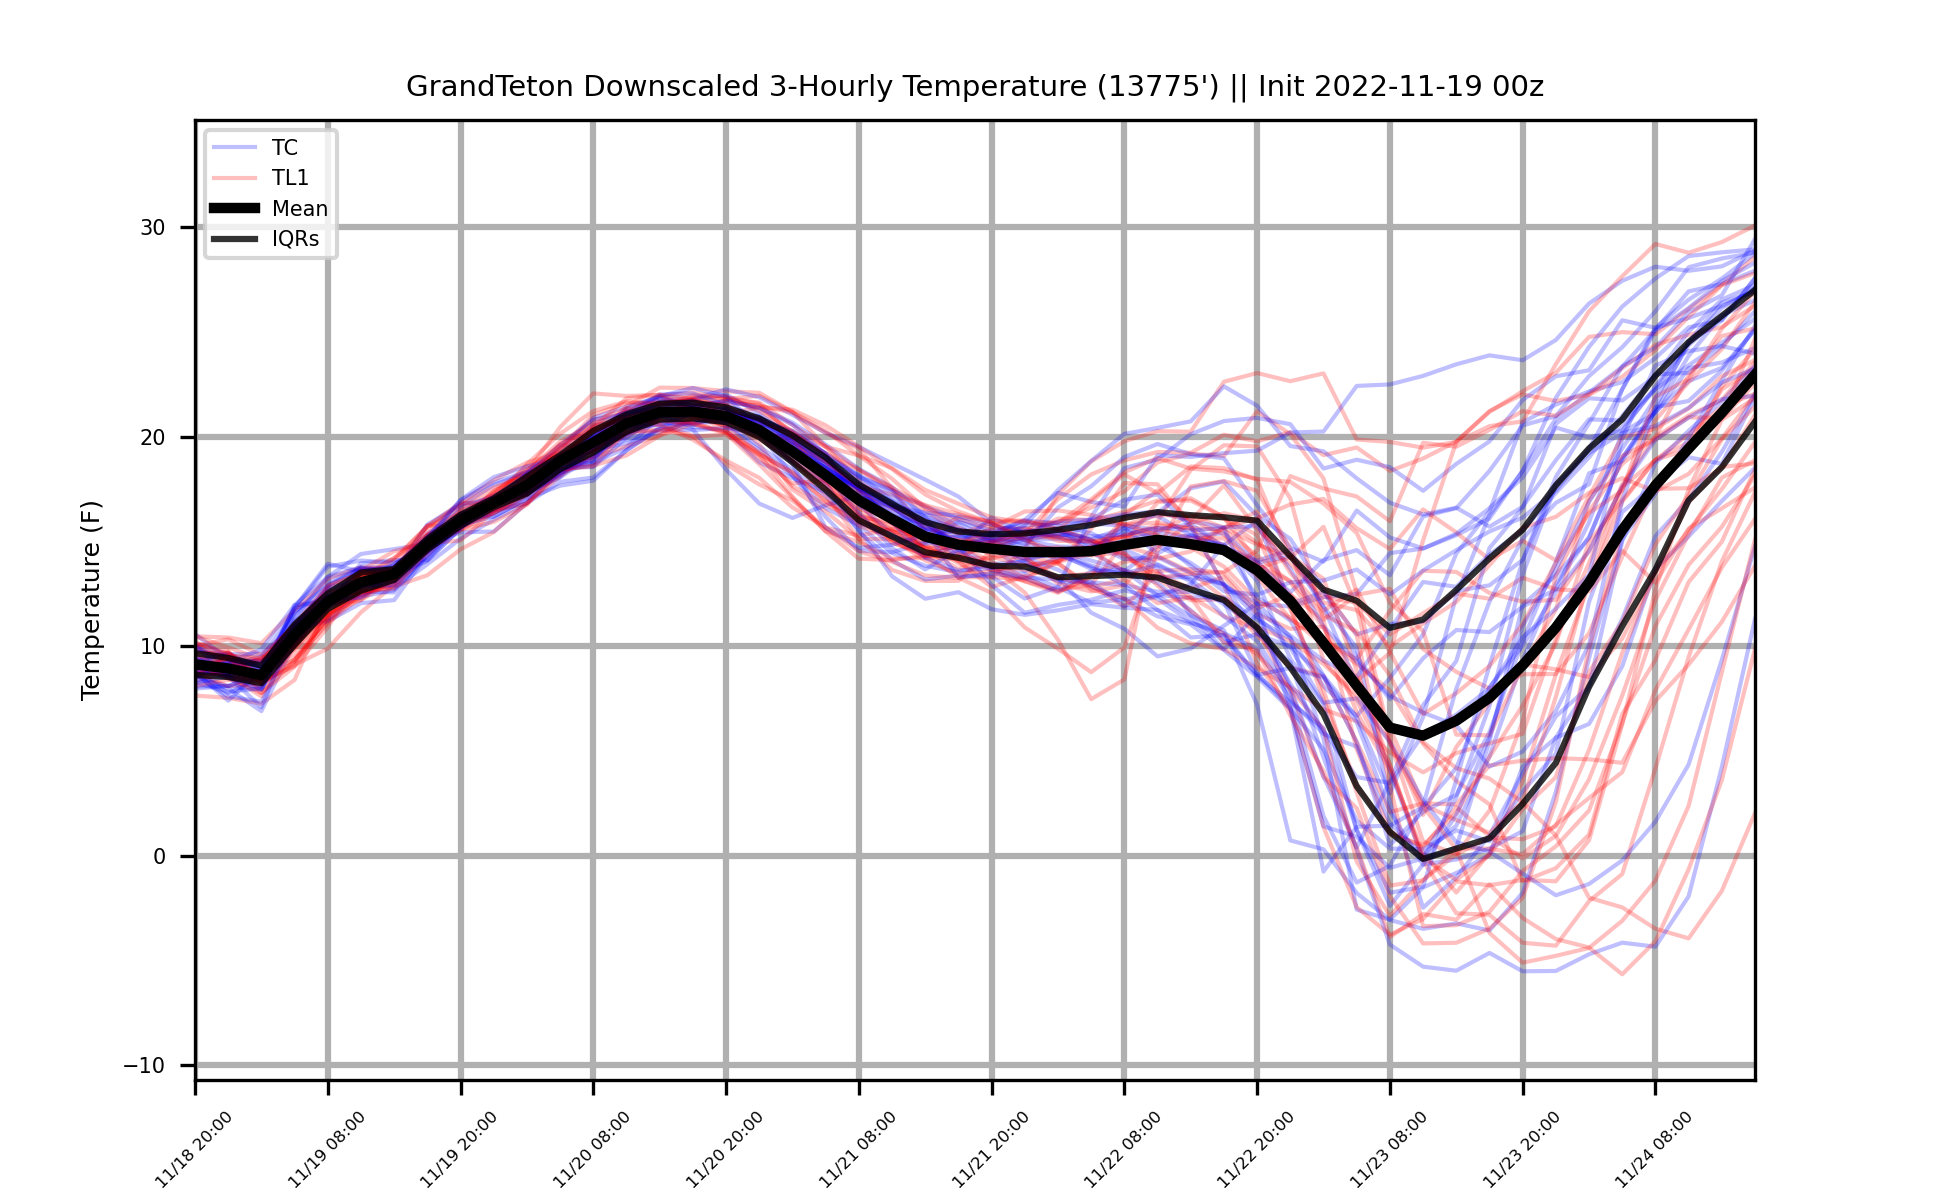 GrandTeton Downscaled 3-Hourly Temperature (13775') || Init 2022-11-19 00z
TC
TL1
Mean
IQRs
Temperature (F)
30
20
10
0
−10
11/18 20:00
11/19 08:00
11/19 20:00
11/20 08:00
11/20 20:00
11/21 08:00
11/21 20:00
11/22 08:00
11/22 20:00
11/23 08:00
11/23 20:00
11/24 08:00